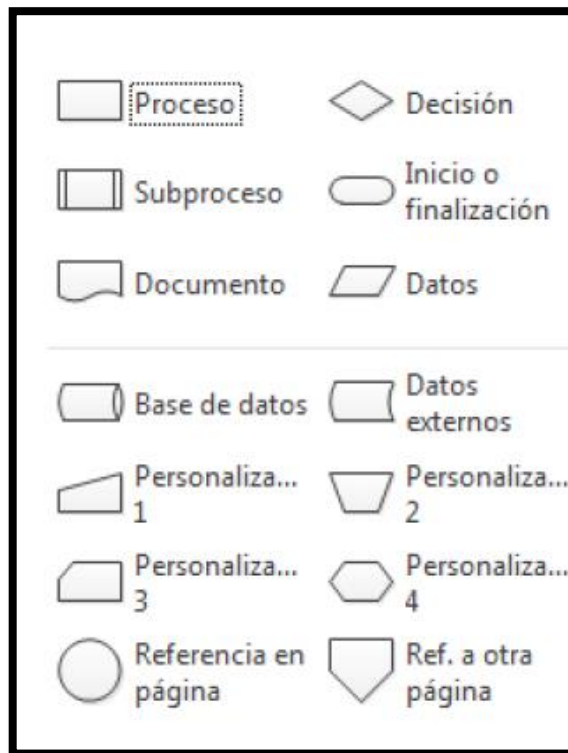 Proceso
Decisión
Subproceso
Inicio o
finalización
Documento
Datos
Base de datos
Datos
externos
Personaliza...
1
Personaliza...
2
Personaliza...
3
Personaliza...
4
Referencia en
página
Ref. a otra
página